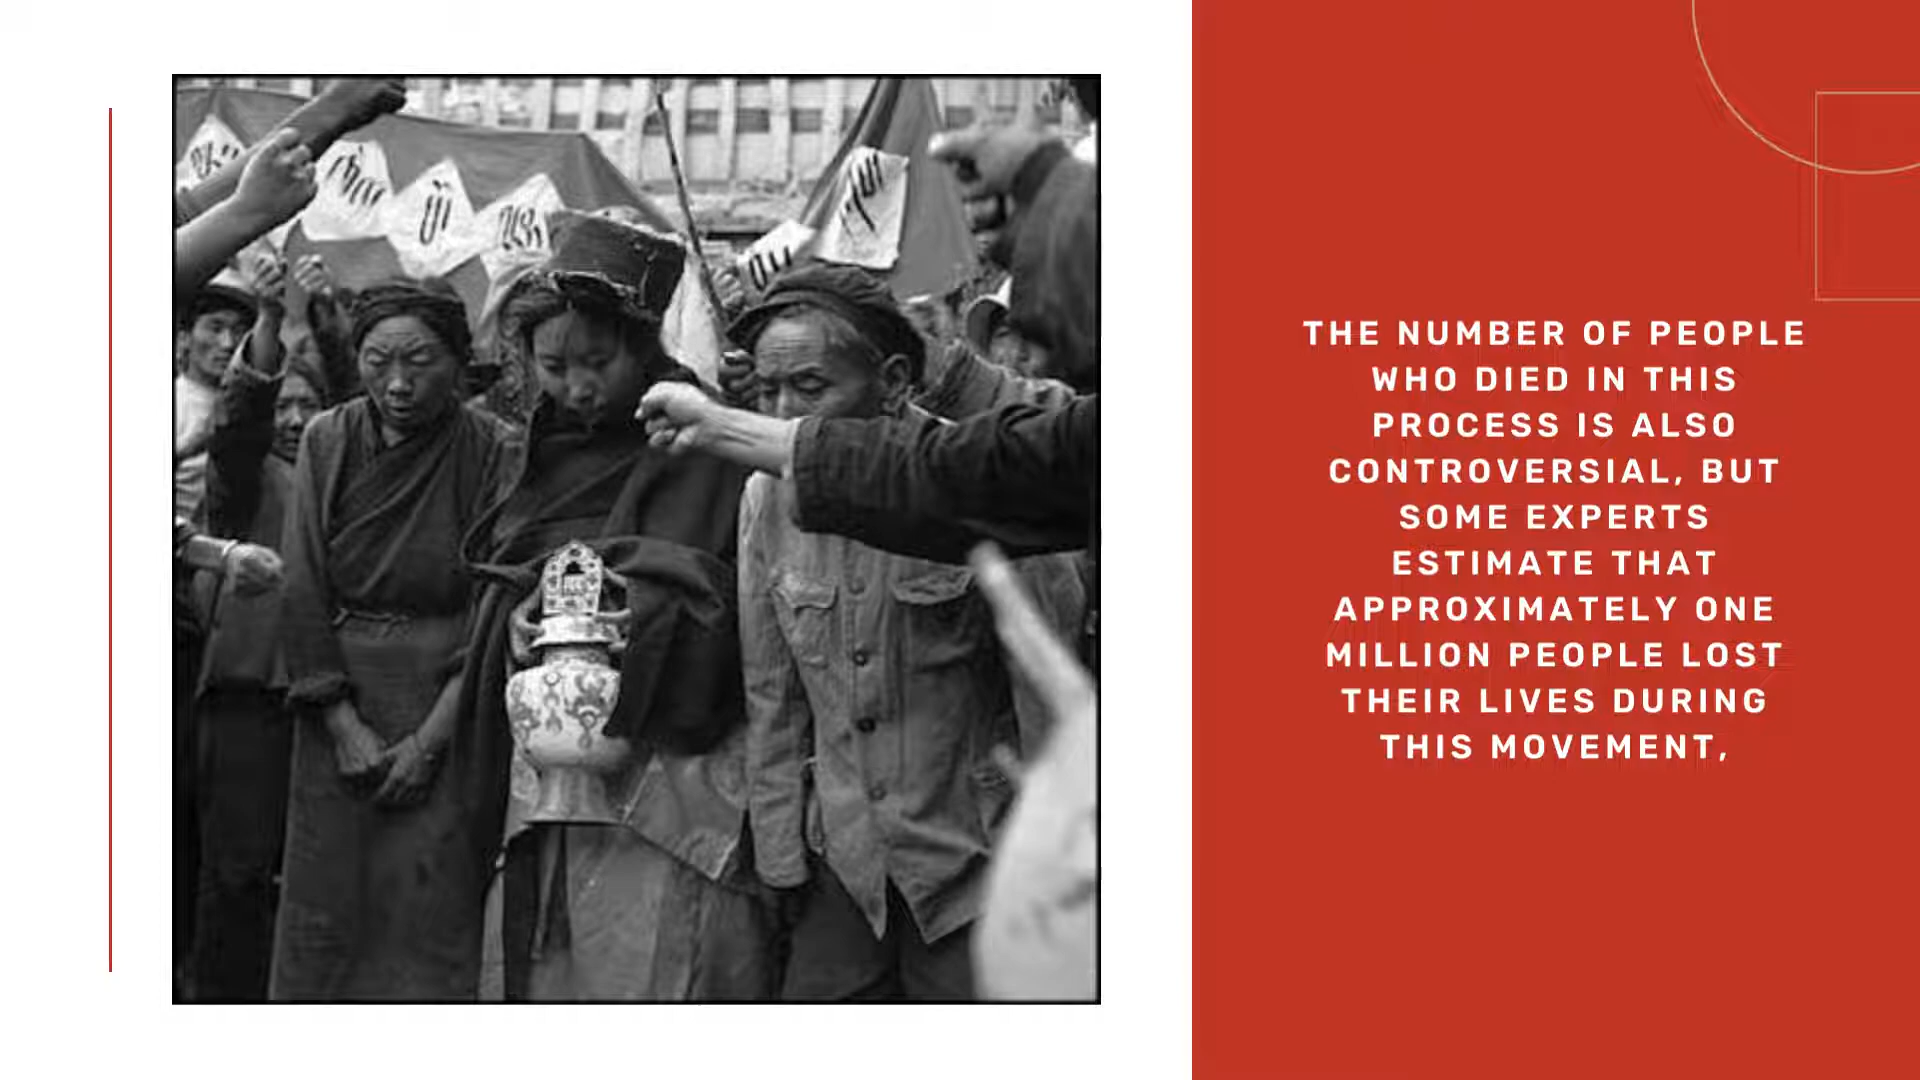 THE NUMBER OF PEOPLE
WHO DIED IN THIS
PROCESS IS ALSO
CONTROVERSIAL, BUT
SOME EXPERTS
ESTIMATE THAT
APPROXIMATELY ONE
MILLION PEOPLE LOST
THEIR LIVES DURING
THIS MOVEMENT,